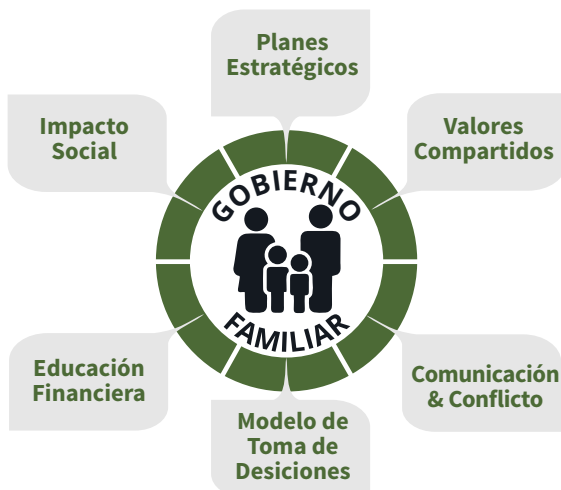 Planes
Estratégicos
Impacto
Social
Valores
Compartidos
GOBIERNO
FAMILIAR
Educación
Financiera
Comunicación
& Conflicto
Modelo de
Toma de
Desiciones